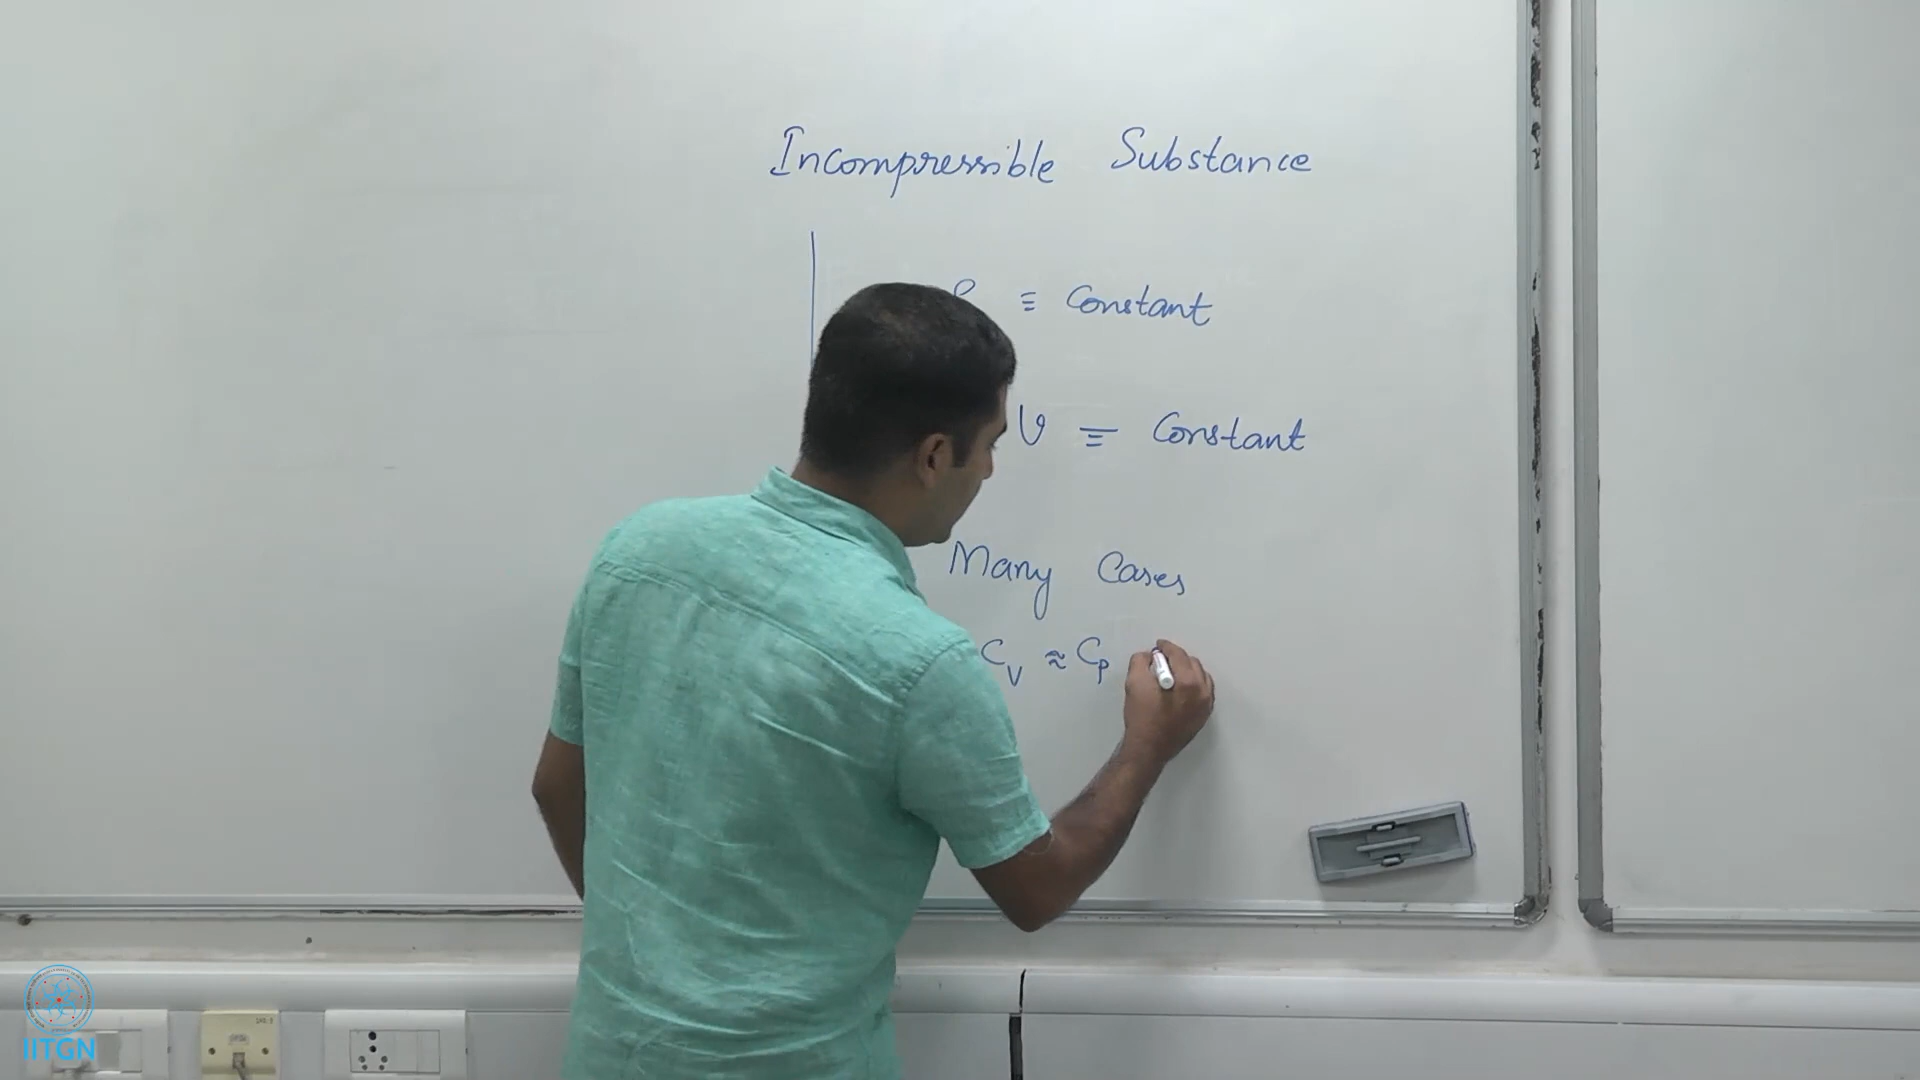 Incompressible Substance
≡ Constant
v ≡ Constant
Many Cases
C_v ≈ C_p
IITGN